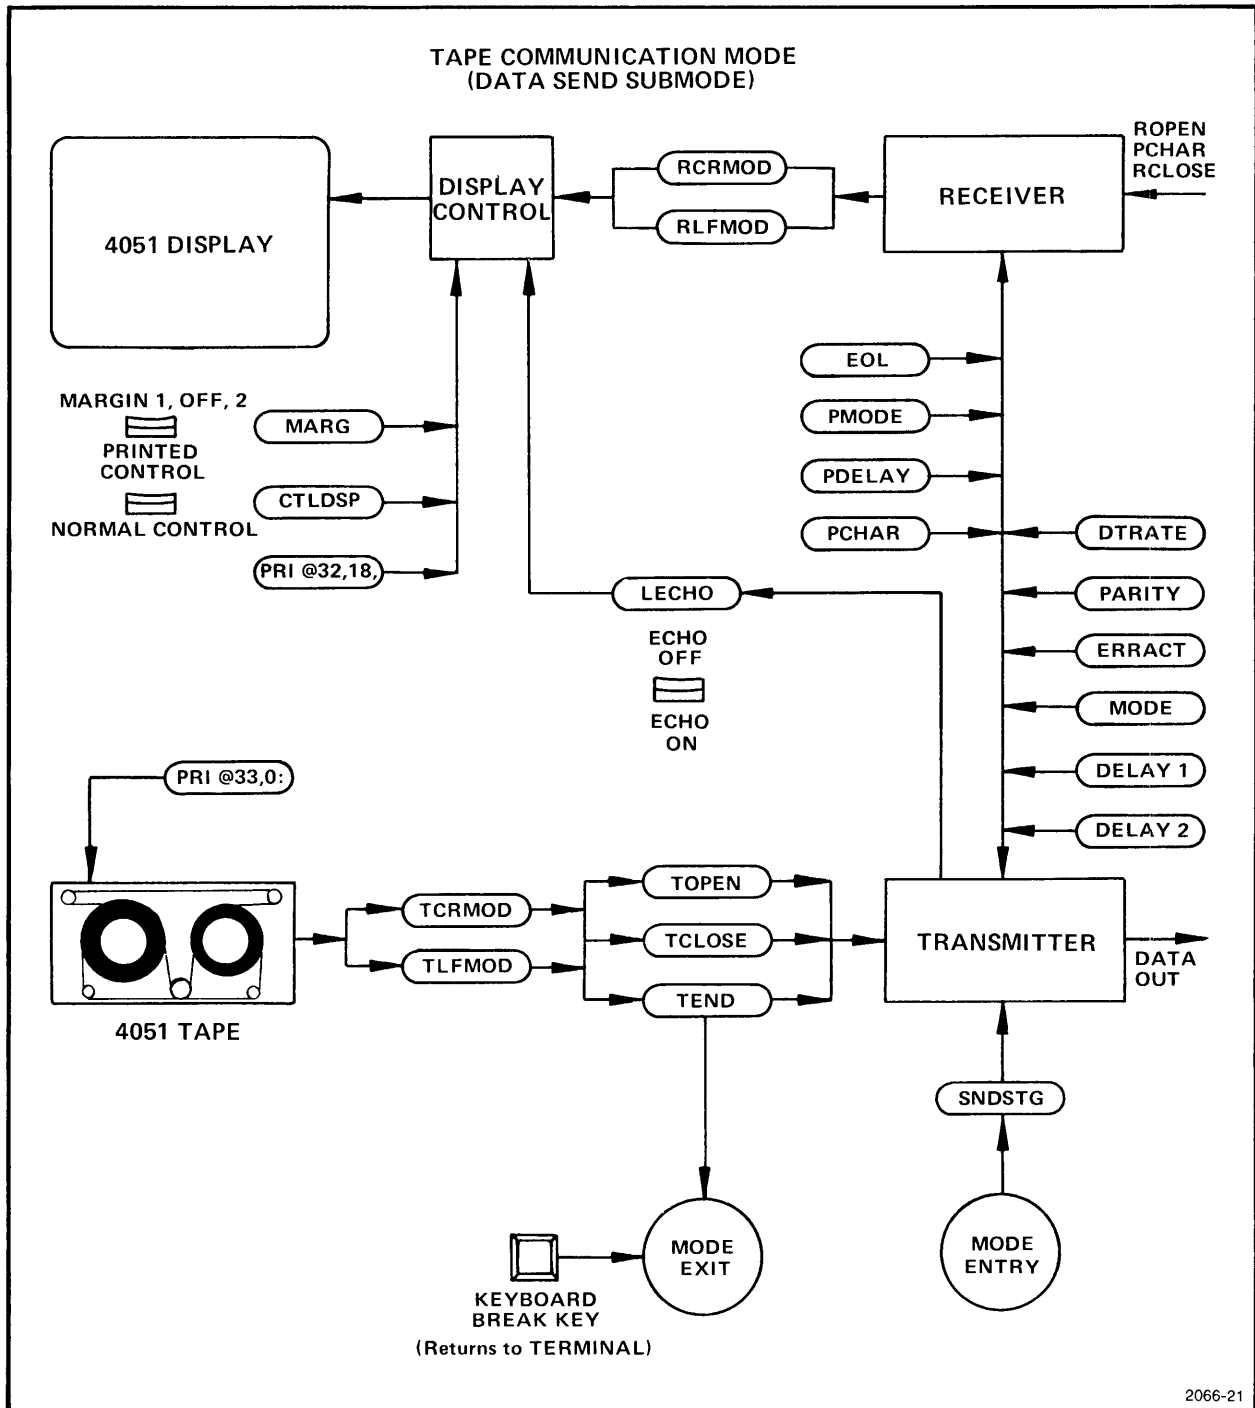 TAPE COMMUNICATION MODE
(DATA SEND SUBMODE)
ROPEN
PCHAR
RCLOSE
4051 DISPLAY
DISPLAY
CONTROL
RCRMOD
RLFMOD
RECEIVER
MARGIN 1, OFF, 2
PRINTED
CONTROL
NORMAL CONTROL
MARG
CTLDSP
PRI @32,18,
EOL
PMODE
PDELAY
PCHAR
DTRATE
PARITY
ERRACT
MODE
DELAY 1
DELAY 2
LECHO
ECHO
OFF
ECHO
ON
PRI @33,0:
4051 TAPE
TCRMOD
TLFMOD
TOPEN
TCLOSE
TEND
TRANSMITTER
DATA
OUT
SNDSTG
MODE
ENTRY
MODE
EXIT
KEYBOARD
BREAK KEY
(Returns to TERMINAL)
2066-21